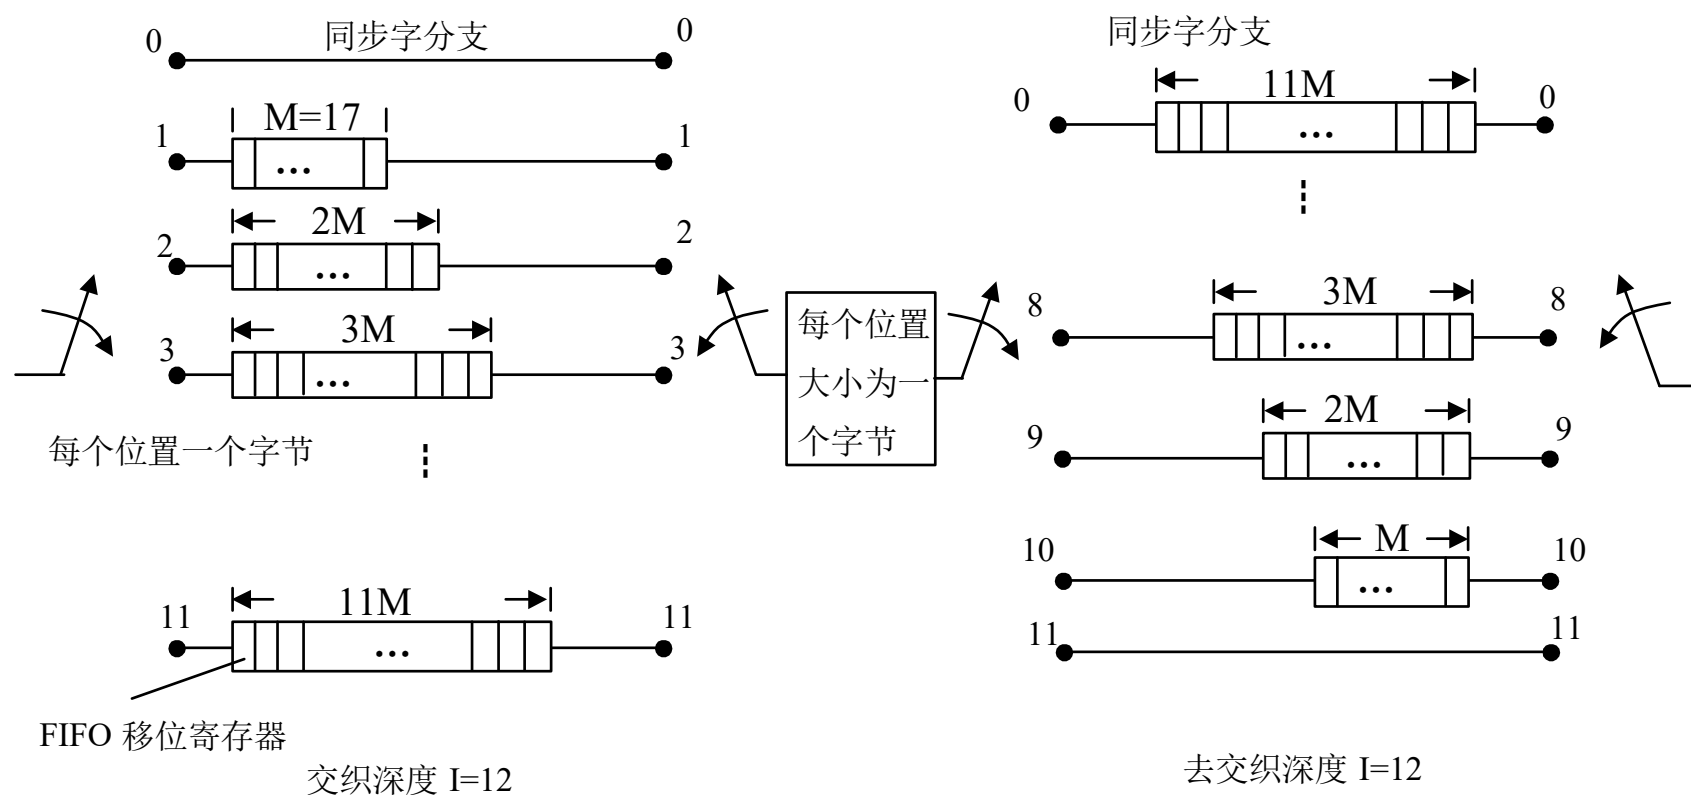 0 同步字分支 0
M=17
1 ... 1
2M
2 ... 2
3M
3 ... 3
每个位置一个字节
11M
11 ... 11
FIFO 移位寄存器
交织深度 I=12
每个位置
大小为一
个字节
同步字分支
11M
0 ... 0
3M
8 ... 8
2M
9 ... 9
M
10 ... 10
11 11
去交织深度 I=12